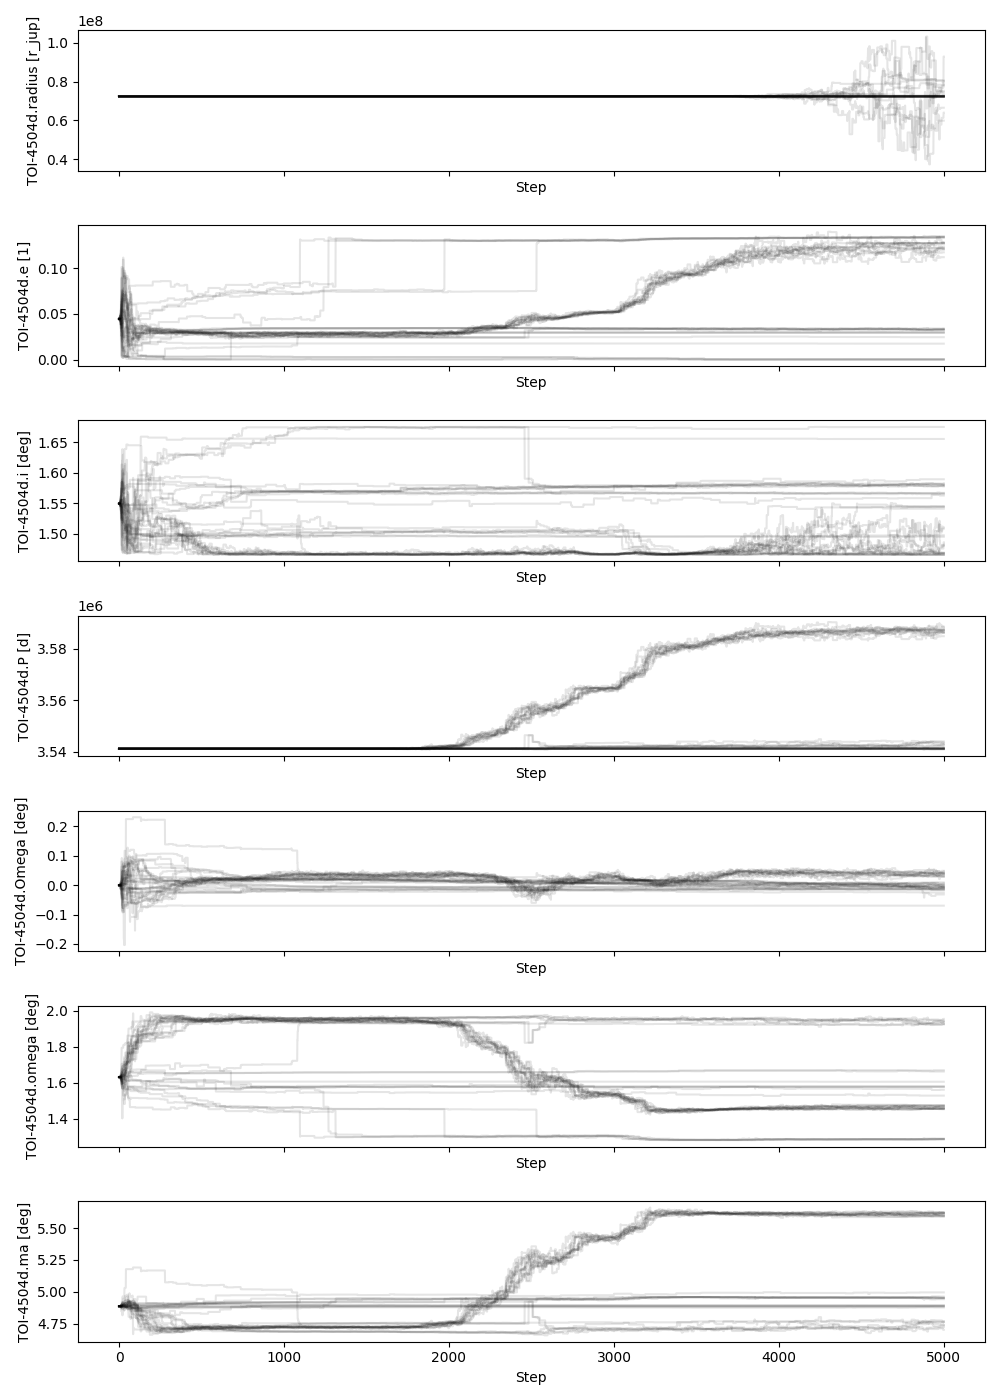 1e8
TOI-4504d.radius [r_jup]
1.0
0.8
0.6
0.4
Step
TOI-4504d.e [1]
0.10
0.05
0.00
Step
TOI-4504d.i [deg]
1.65
1.60
1.55
1.50
Step
1e6
TOI-4504d.P [d]
3.58
3.56
3.54
Step
TOI-4504d.Omega [deg]
0.2
0.1
0.0
−0.1
−0.2
Step
TOI-4504d.omega [deg]
2.0
1.8
1.6
1.4
Step
TOI-4504d.ma [deg]
5.50
5.25
5.00
4.75
0 1000 2000 3000 4000 5000
Step